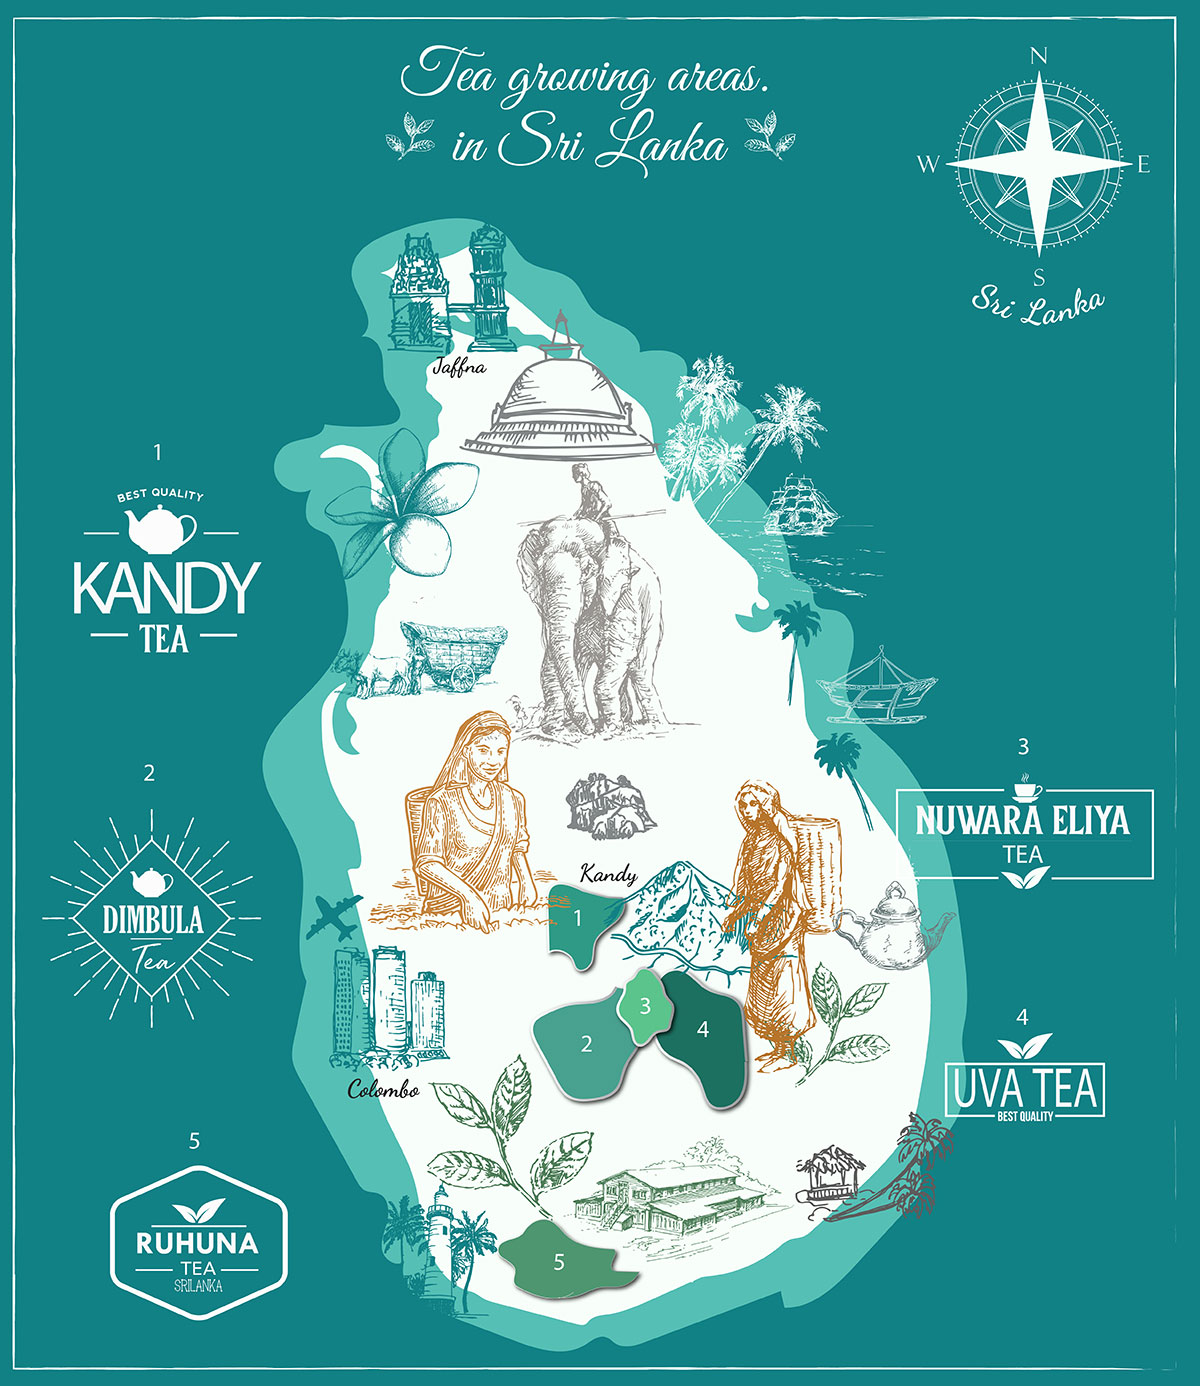 Tea growing areas.
in Sri Lanka
N
W
E
S
Sri Lanka
Jaffna
1
BEST QUALITY
KANDY
TEA
2
DIMBULA
Tea
3
NUWARA ELIYA
TEA
Kandy
1
2
3
4
4
UVA TEA
BEST QUALITY
Colombo
5
RUHUNA
TEA
SRILANKA
5